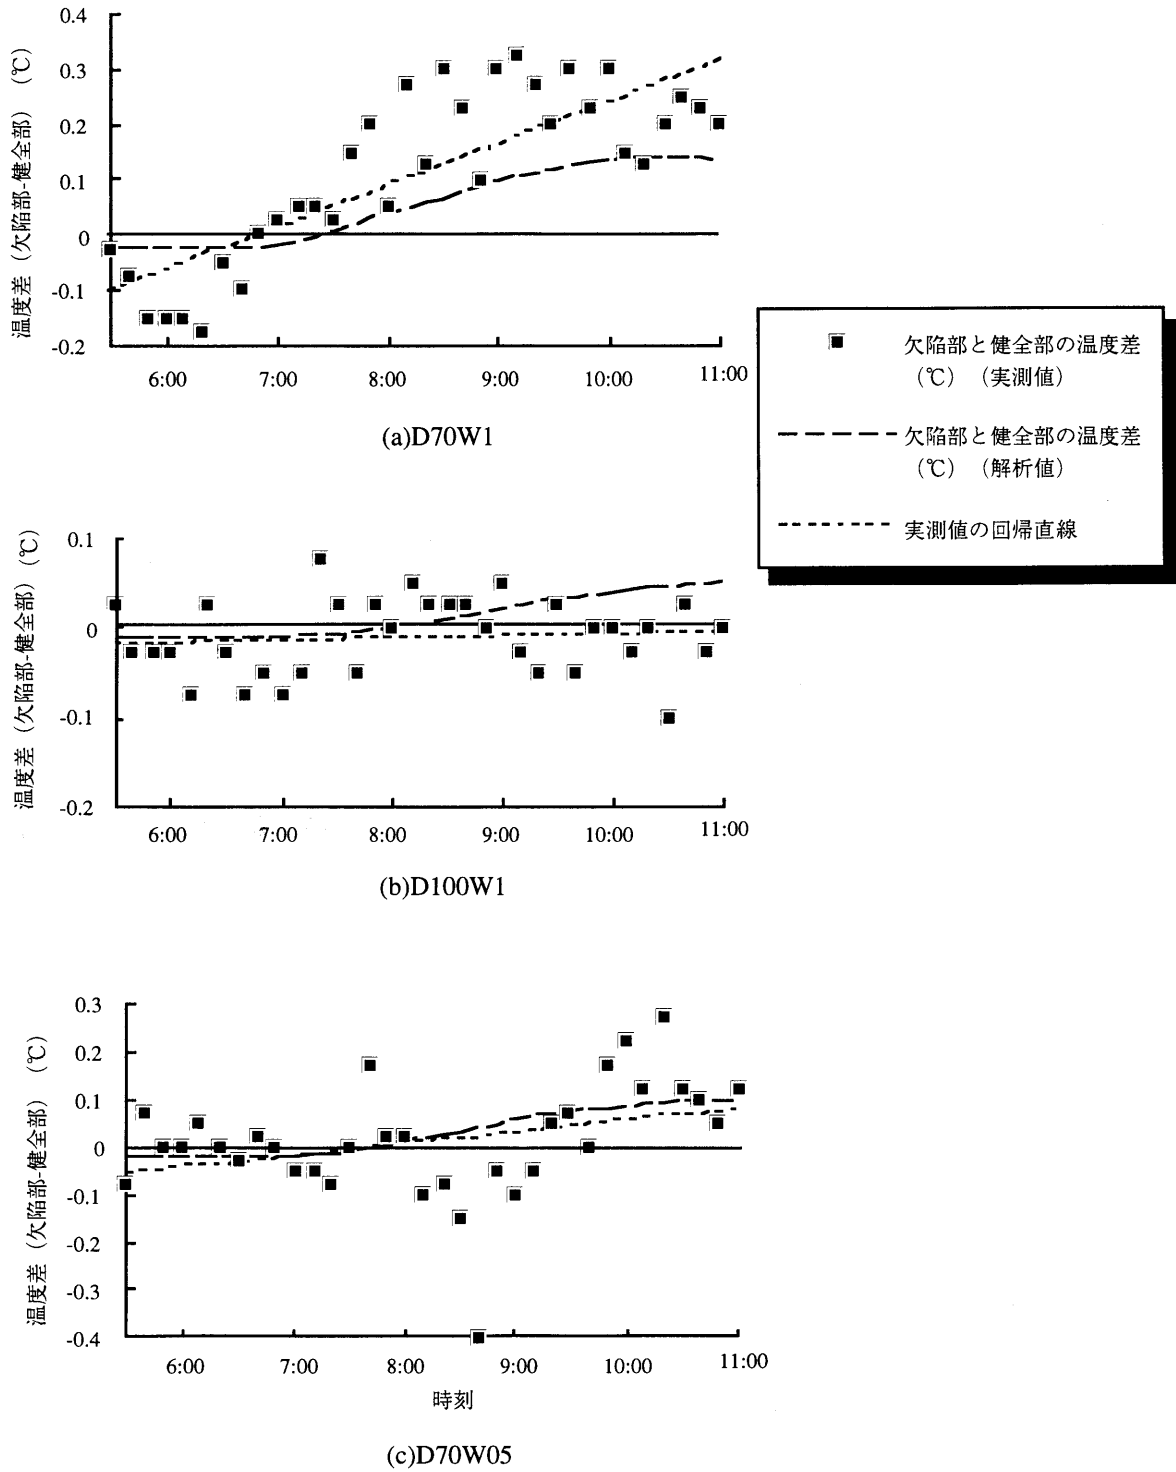 温度差（欠陥部-健全部）（℃）
0.4
0.3
0.2
0.1
0
-0.1
-0.2
6:00 7:00 8:00 9:00 10:00 11:00
(a)D70W1
欠陥部と健全部の温度差
（℃）（実測値）
欠陥部と健全部の温度差
（℃）（解析値）
実測値の回帰直線
温度差（欠陥部-健全部）（℃）
0.1
0
-0.1
-0.2
6:00 7:00 8:00 9:00 10:00 11:00
(b)D100W1
温度差（欠陥部-健全部）（℃）
0.3
0.2
0.1
0
-0.1
-0.2
-0.3
-0.4
6:00 7:00 8:00 9:00 10:00 11:00
時刻
(c)D70W05